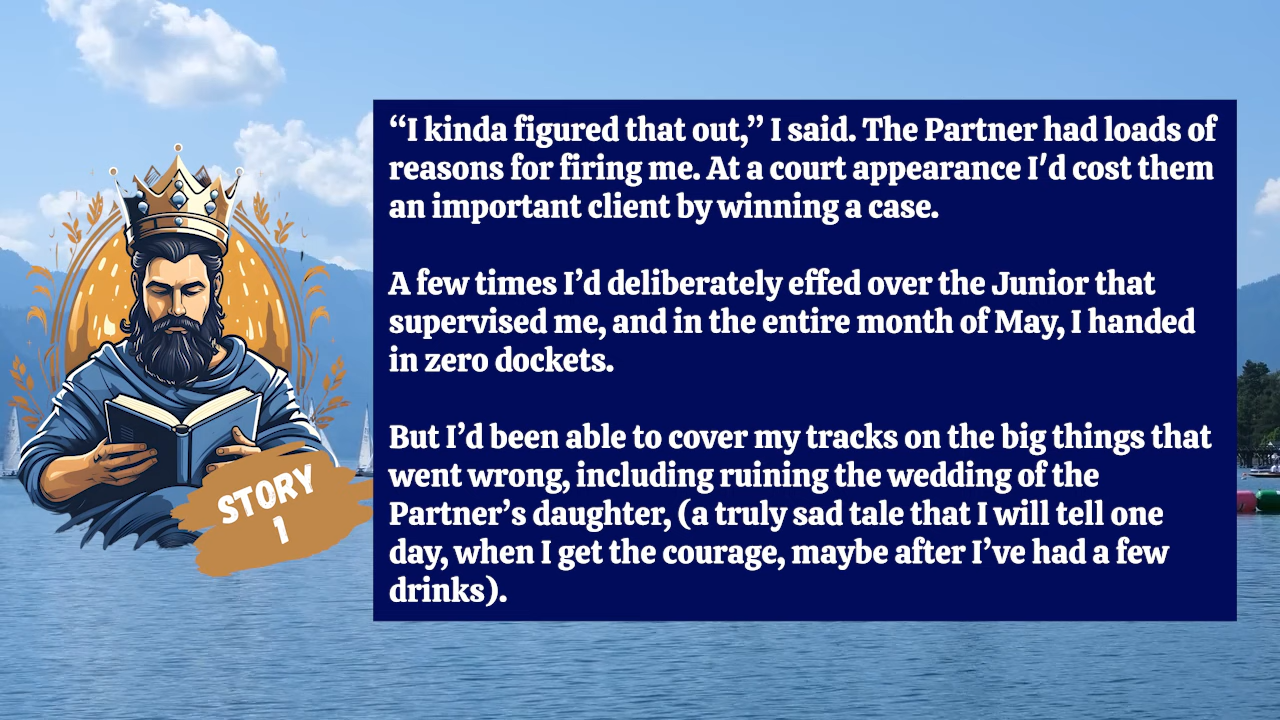 “I kinda figured that out,” I said. The Partner had loads of
reasons for firing me. At a court appearance I'd cost them
an important client by winning a case.
A few times I’d deliberately effed over the Junior that
supervised me, and in the entire month of May, I handed
in zero dockets.
But I’d been able to cover my tracks on the big things that
went wrong, including ruining the wedding of the
Partner’s daughter, (a truly sad tale that I will tell one
day, when I get the courage, maybe after I’ve had a few
drinks).
STORY
1